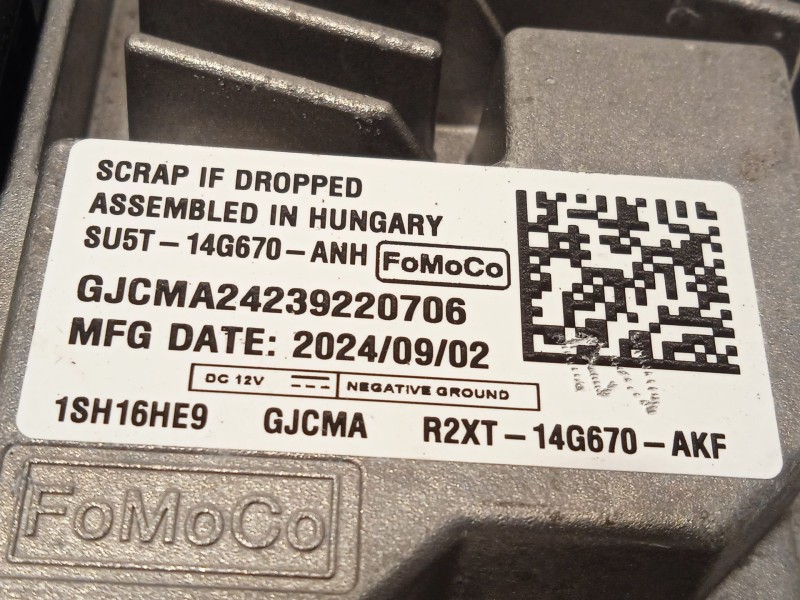 SCRAP IF DROPPED
ASSEMBLED IN HUNGARY
SU5T-14G670-ANH FoMoCo
GJCMA24239220706
MFG DATE: 2024/09/02
DC 12V NEGATIVE GROUND
1SH16HE9 GJCMA R2XT-14G670-AKF
FoMoCo